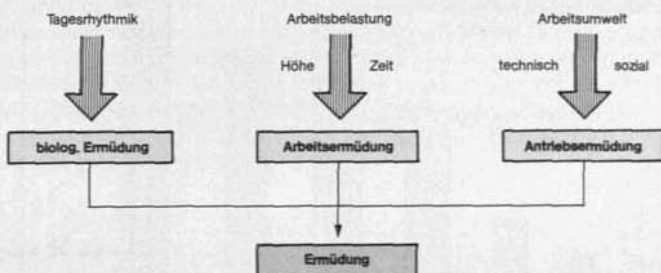 Tagesrhythmik Arbeitsbelastung Arbeitsumwelt
Höhe Zeit technisch sozial
biolog. Ermüdung Arbeitsermüdung Antriebsermüdung
Ermüdung